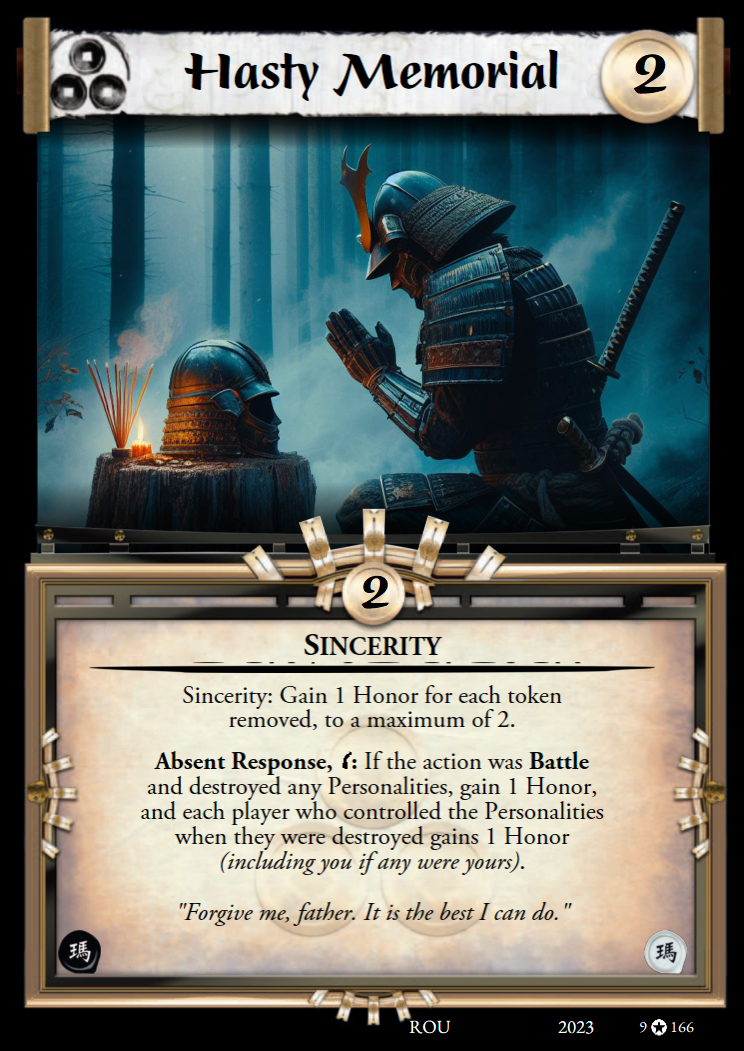 Hasty Memorial
2
2
SINCERITY
Sincerity: Gain 1 Honor for each token
removed, to a maximum of 2.
Absent Response, : If the action was Battle
and destroyed any Personalities, gain 1 Honor,
and each player who controlled the Personalities
when they were destroyed gains 1 Honor
(including you if any were yours).
"Forgive me, father. It is the best I can do."
瑪
瑪
ROU 2023 9 166